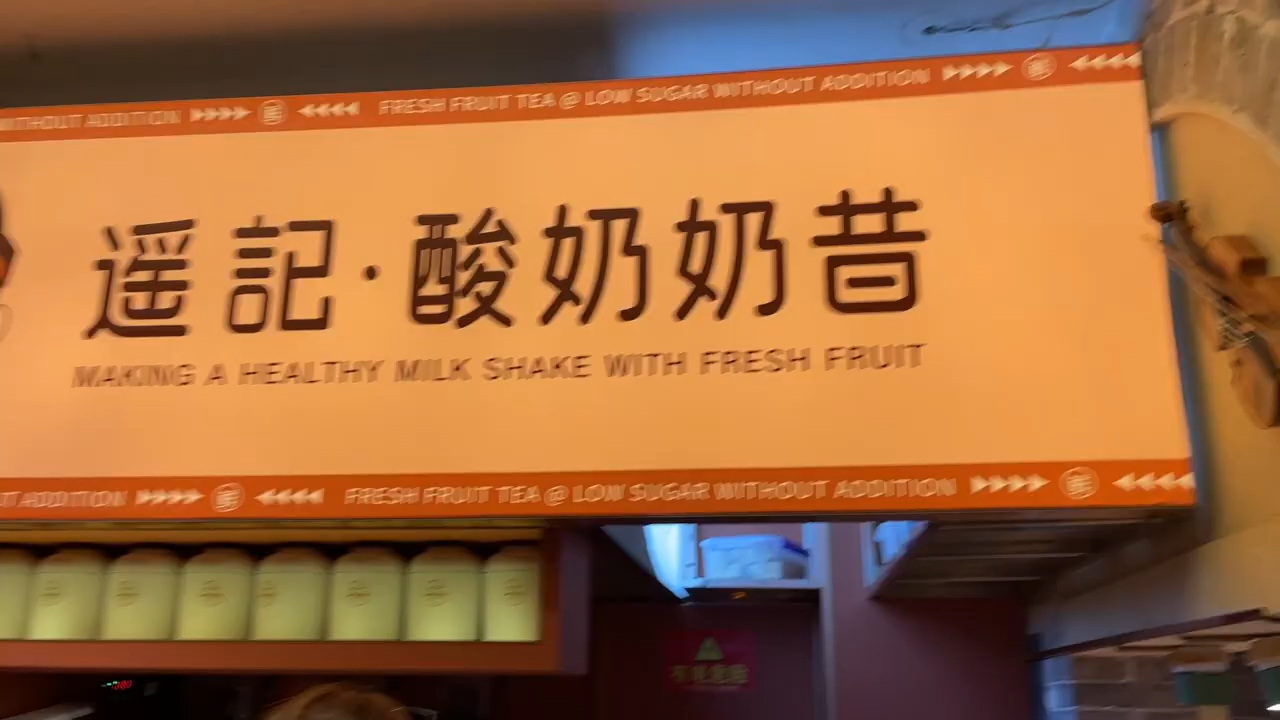 WITHOUT ADDITION FRESH FRUIT TEA @ LOW SUGAR WITHOUT ADDITION
遥記·酸奶奶昔
MAKING A HEALTHY MILK SHAKE WITH FRESH FRUIT
ADDITION FRESH FRUIT TEA @ LOW SUGAR WITHOUT ADDITION